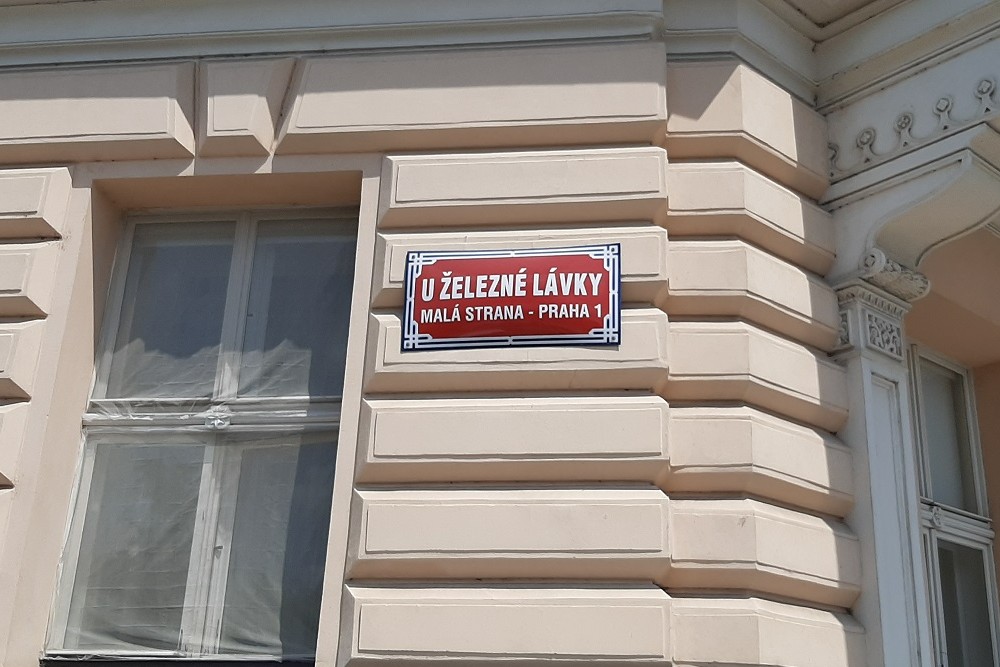 U ŽELEZNÉ LÁVKY
MALÁ STRANA - PRAHA 1